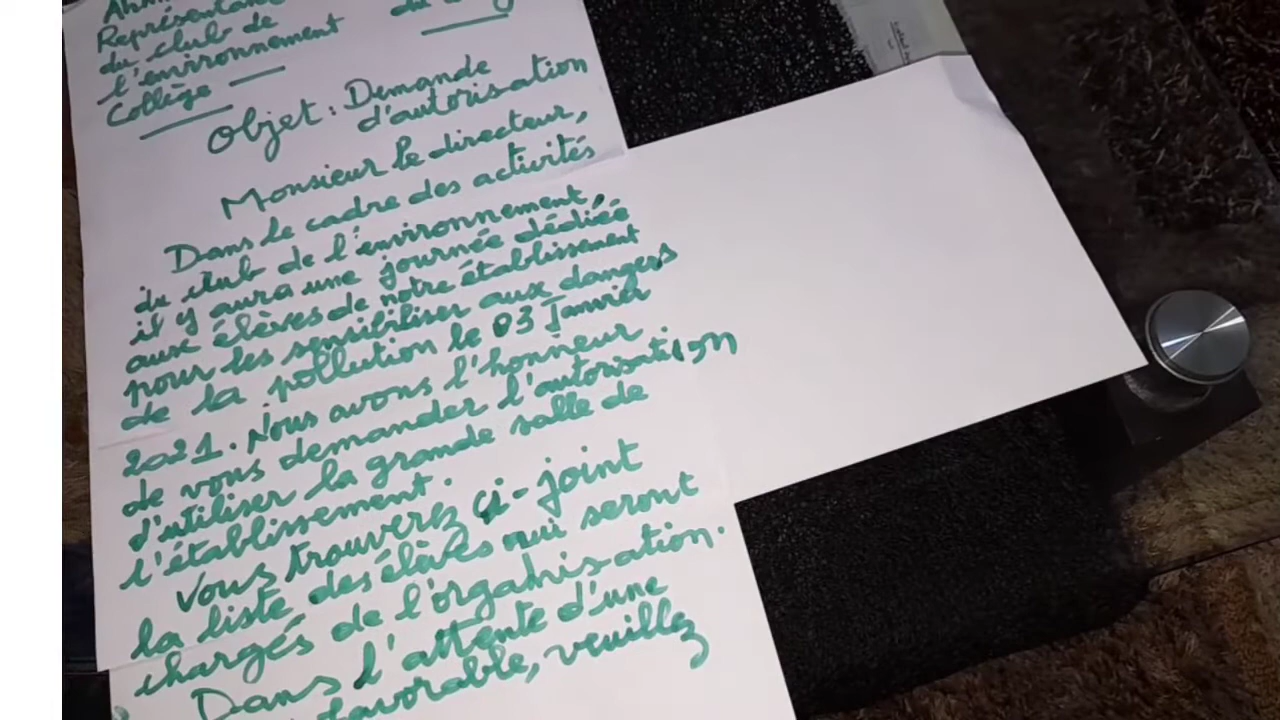 Représentan
du club de
l'environnement
Collège
Objet : Demande
d'autorisation
Monsieur le directeur,
Dans le cadre des activités
du club de l'environnement,
il y aura une journée dédiée
aux élèves de notre établissement
pour les sensibiliser aux dangers
de la pollution le 03 Janvier
2021. Nous avons l'honneur
de vous demander l'autorisation
d'utiliser la grande salle de
l'établissement.
Vous trouverez ci-joint
la liste des élèves qui seront
chargés de l'organisation.
Dans l'attente d'une
favorable, veuillez